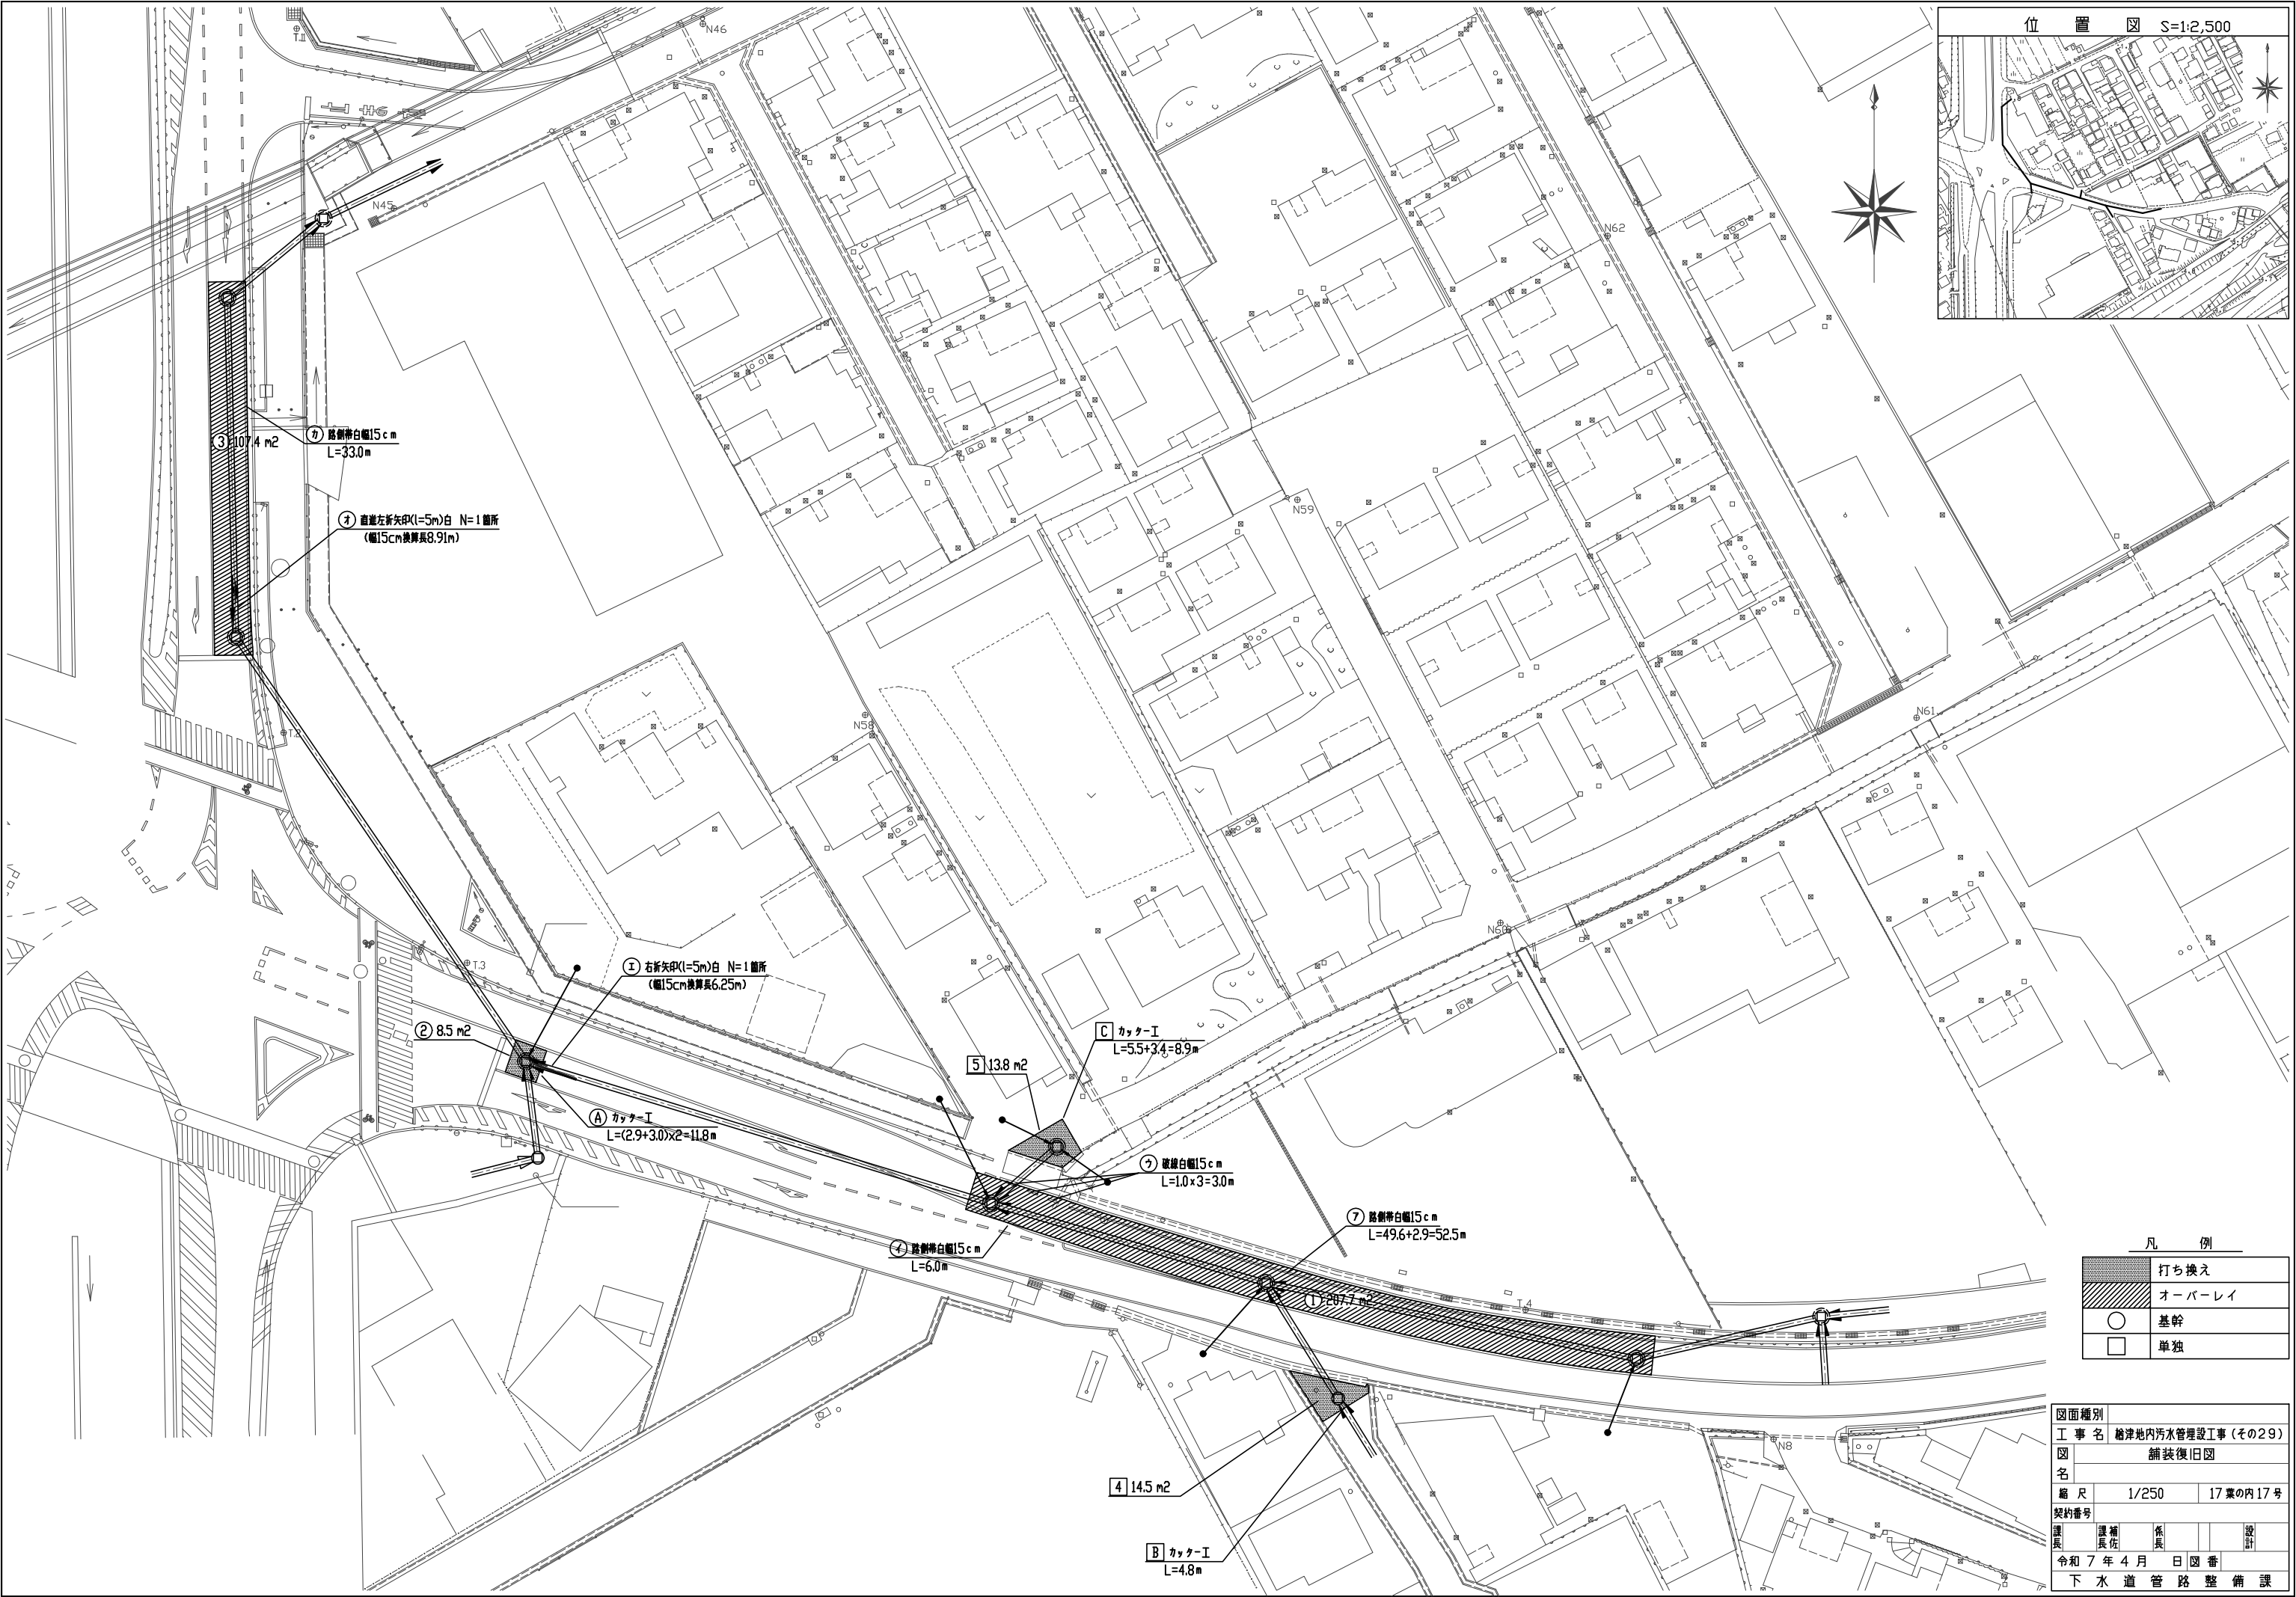 位 置 図 S=1:2,500
T.1
N46
N45
N62
③ 107.4 m2
カ 路側帯白幅15cm
L=33.0m
オ 直進左折矢印(l=5m)白 N=1箇所
(幅15cm換算長8.91m)
N59
T.2
N58
N61
N60
T.3
エ 右折矢印(l=5m)白 N=1箇所
(幅15cm換算長6.25m)
② 8.5 m2
C カッター工
L=5.5+3.4=8.9m
5 13.8 m2
A カッター工
L=(2.9+3.0)x2=11.8m
ウ 破線白幅15cm
L=1.0x3=3.0m
ア 路側帯白幅15cm
L=49.6+2.9=52.5m
イ 路側帯白幅15cm
L=6.0m
① 207.7 m2
T.4
4 14.5 m2
B カッター工
L=4.8m
N8
凡 例
打ち換え
オーバーレイ
基幹
単独
図面種別
工事名 鱠津地内汚水管埋設工事(その29)
図名 舗装復旧図
縮尺 1/250 17葉の内17号
契約番号
課長 課長補佐 係長 設計
令和 7 年 4 月 日 図番
下水道管路整備課